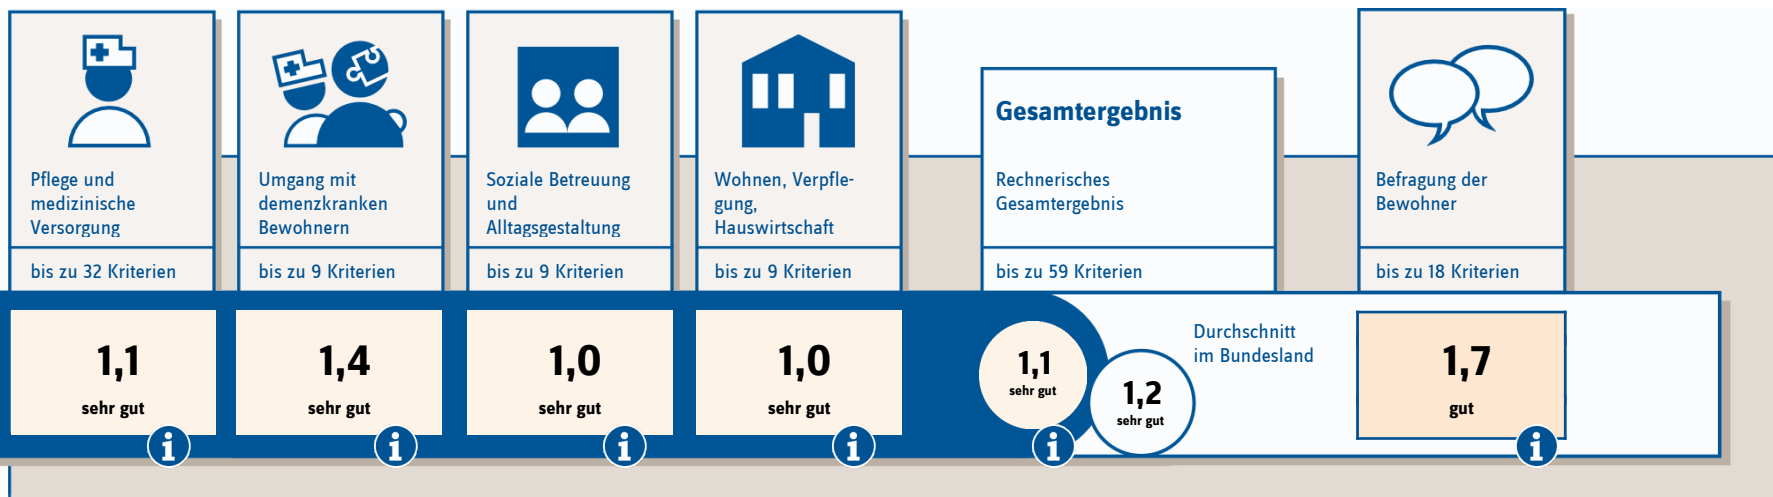 Pflege und
medizinische
Versorgung
bis zu 32 Kriterien
1,1
sehr gut
Umgang mit
demenzkranken
Bewohnern
bis zu 9 Kriterien
1,4
sehr gut
Soziale Betreuung
und
Alltagsgestaltung
bis zu 9 Kriterien
1,0
sehr gut
Wohnen, Verpfle-
gung,
Hauswirtschaft
bis zu 9 Kriterien
1,0
sehr gut
Gesamtergebnis
Rechnerisches
Gesamtergebnis
bis zu 59 Kriterien
1,1
sehr gut
1,2
sehr gut
Durchschnitt
im Bundesland
Befragung der
Bewohner
bis zu 18 Kriterien
1,7
gut